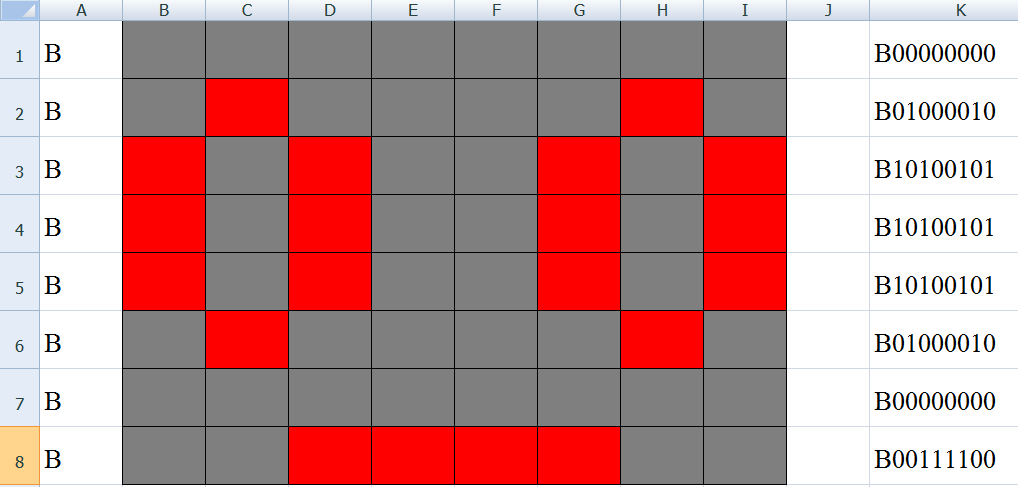 A B C D E F G H I J K
1 B B00000000
2 B B01000010
3 B B10100101
4 B B10100101
5 B B10100101
6 B B01000010
7 B B00000000
8 B B00111100